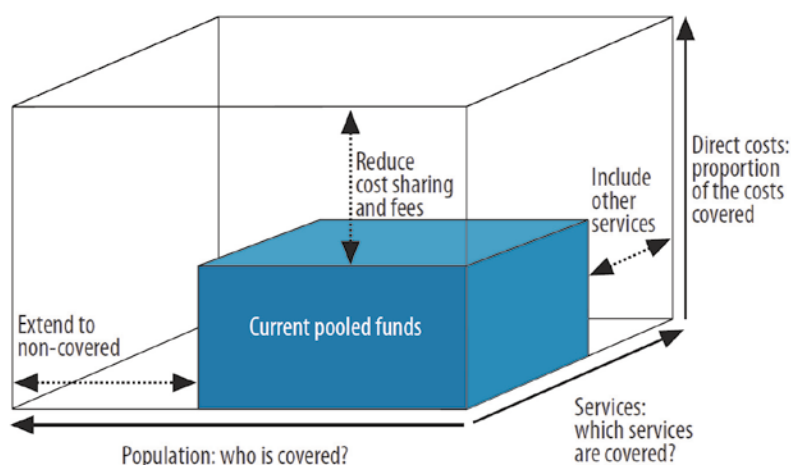 Reduce
cost sharing
and fees
Include
other
services
Direct costs:
proportion
of the costs
covered
Extend to
non-covered
Current pooled funds
Population: who is covered?
Services:
which services
are covered?